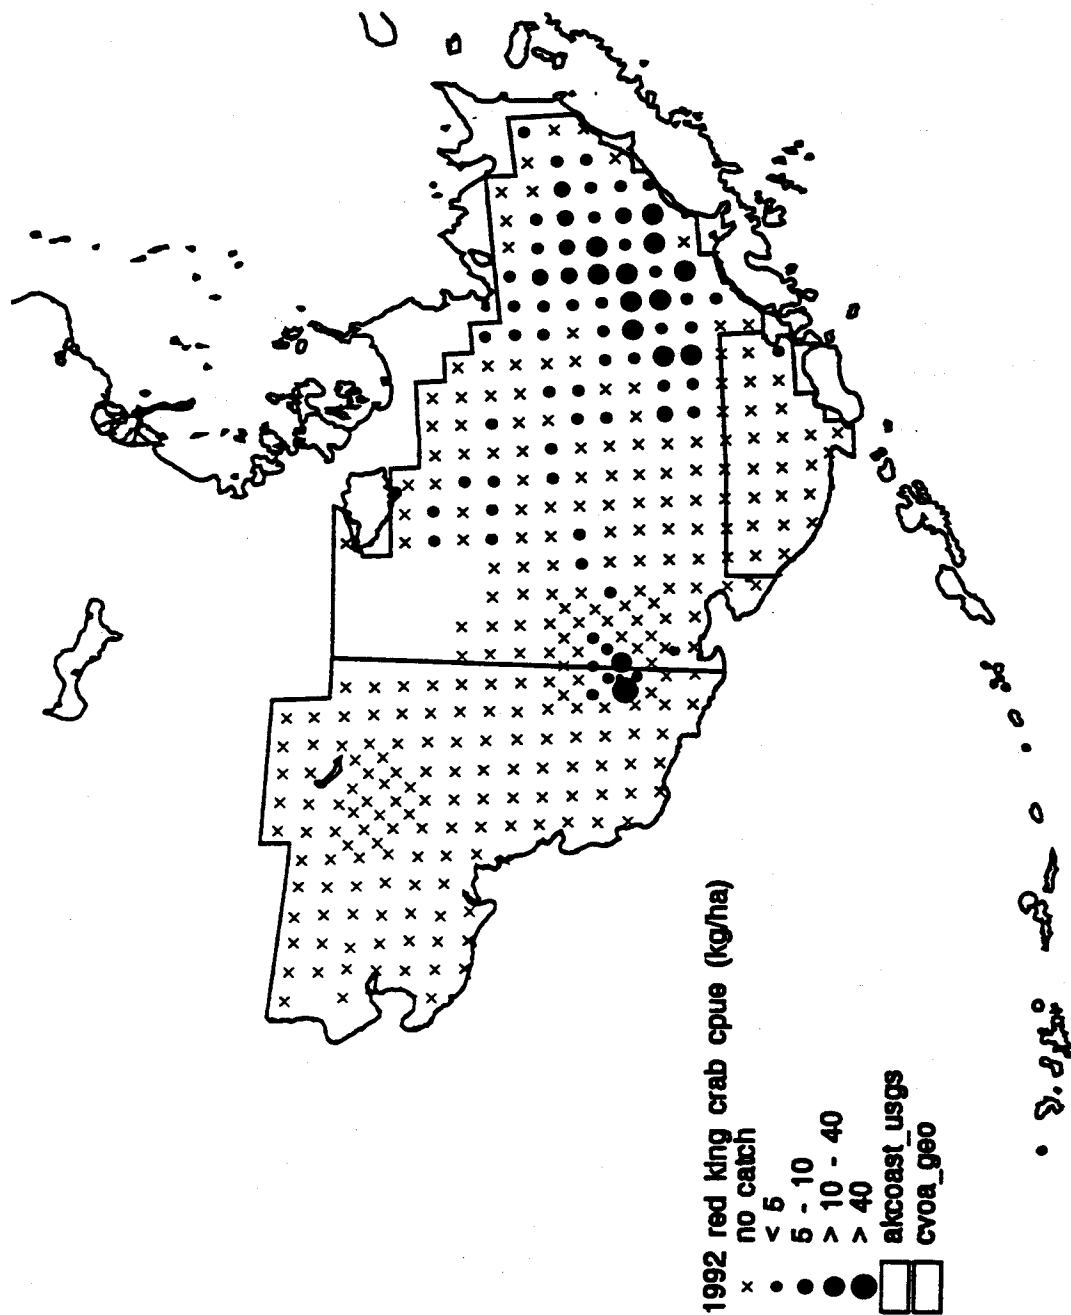 1992 red king crab cpue (kg/ha)
no catch
< 5
5 - 10
> 10 - 40
> 40
akcoast_usgs
cvoa_geo